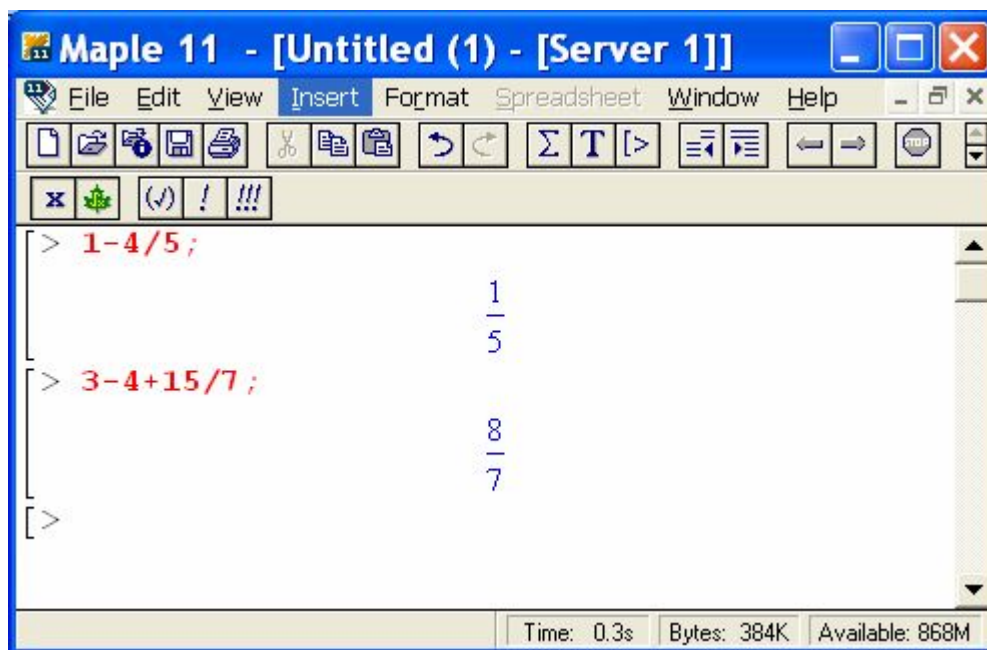 Maple 11 - [Untitled (1) - [Server 1]]
File Edit View Insert Format Spreadsheet Window Help
Σ T [>
x (√) ! !!!
[> 1-4/5;
1
5
[> 3-4+15/7;
8
7
[>
Time: 0.3s Bytes: 384K Available: 868M